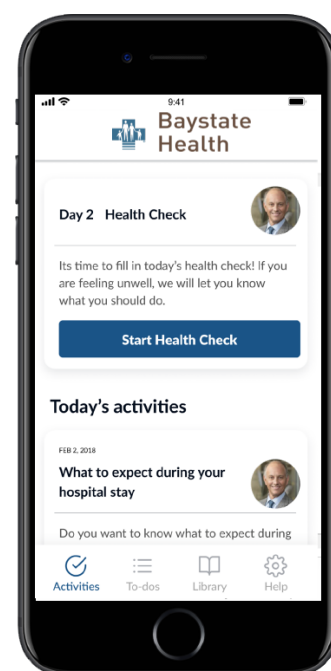 9:41
Baystate
Health
Day 2 Health Check
Its time to fill in today's health check! If you
are feeling unwell, we will let you know
what you should do.
Start Health Check
Today's activities
FEB 2, 2018
What to expect during your
hospital stay
Do you want to know what to expect during
Activities To-dos Library Help